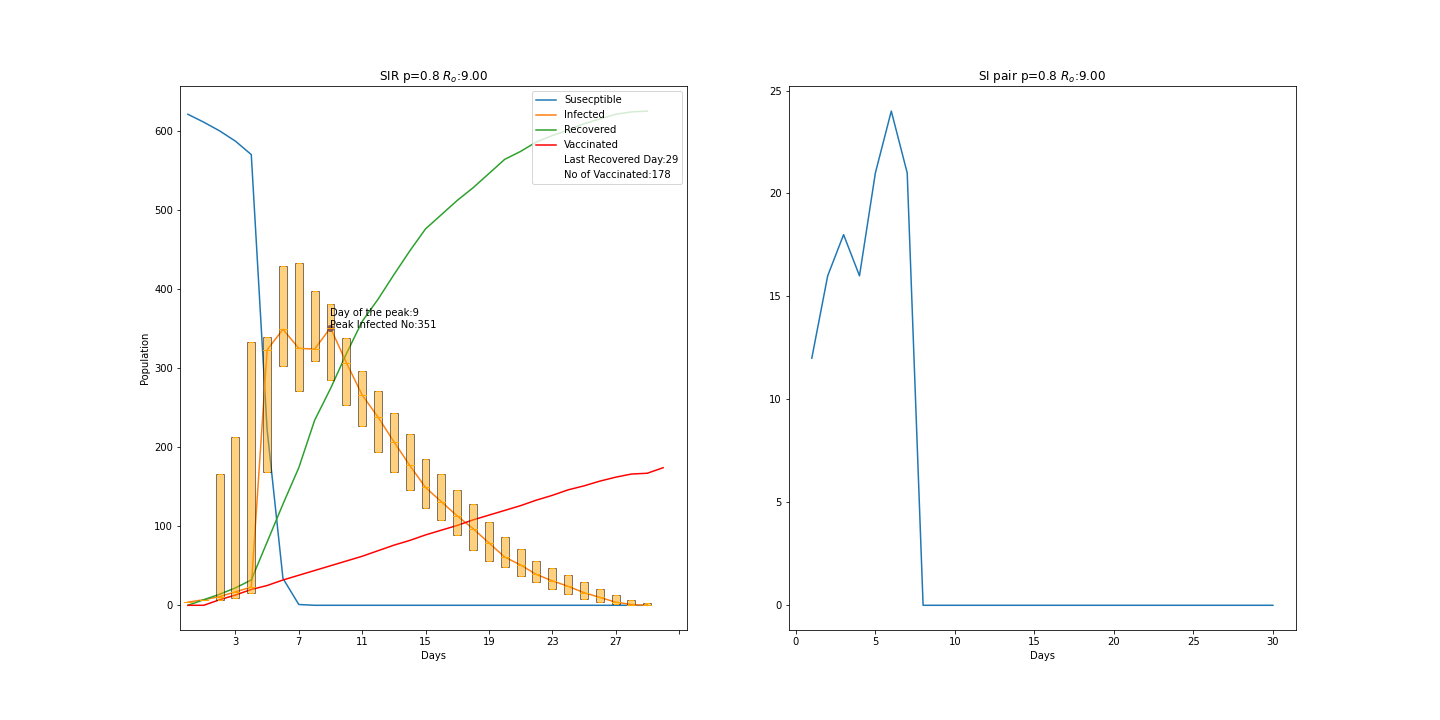 SIR p=0.8 Rₒ:9.00
Susecptible
Infected
Recovered
Vaccinated
Last Recovered Day:29
No of Vaccinated:178
600
500
400
300
200
100
0
Population
Day of the peak:9
Peak Infected No:351
3 7 11 15 19 23 27
Days
SI pair p=0.8 Rₒ:9.00
25
20
15
10
5
0
0 5 10 15 20 25 30
Days